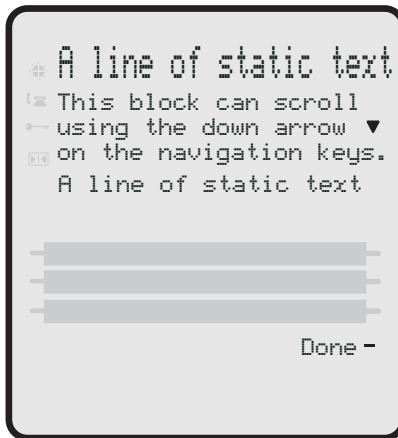 A line of static text
This block can scroll
using the down arrow ▼
on the navigation keys.
A line of static text
Done –